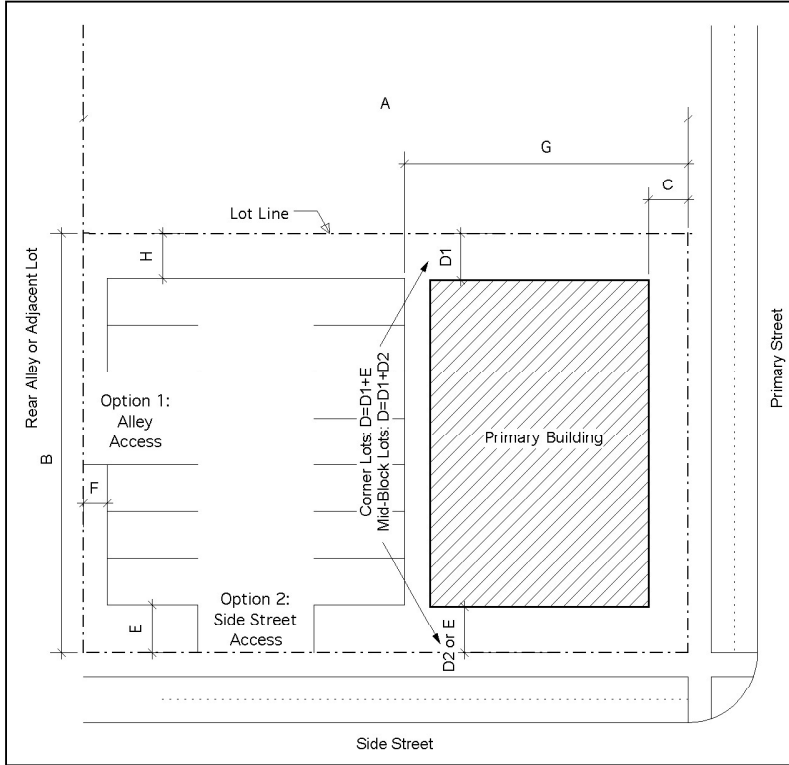 A
G
C
Lot Line
H
D1
Rear Alley or Adjacent Lot
Primary Street
Option 1:
Alley
Access
Corner Lots: D=D1+E
Mid-Block Lots: D=D1+D2
Primary Building
B
F
Option 2:
Side Street
Access
E
D2 or E
Side Street